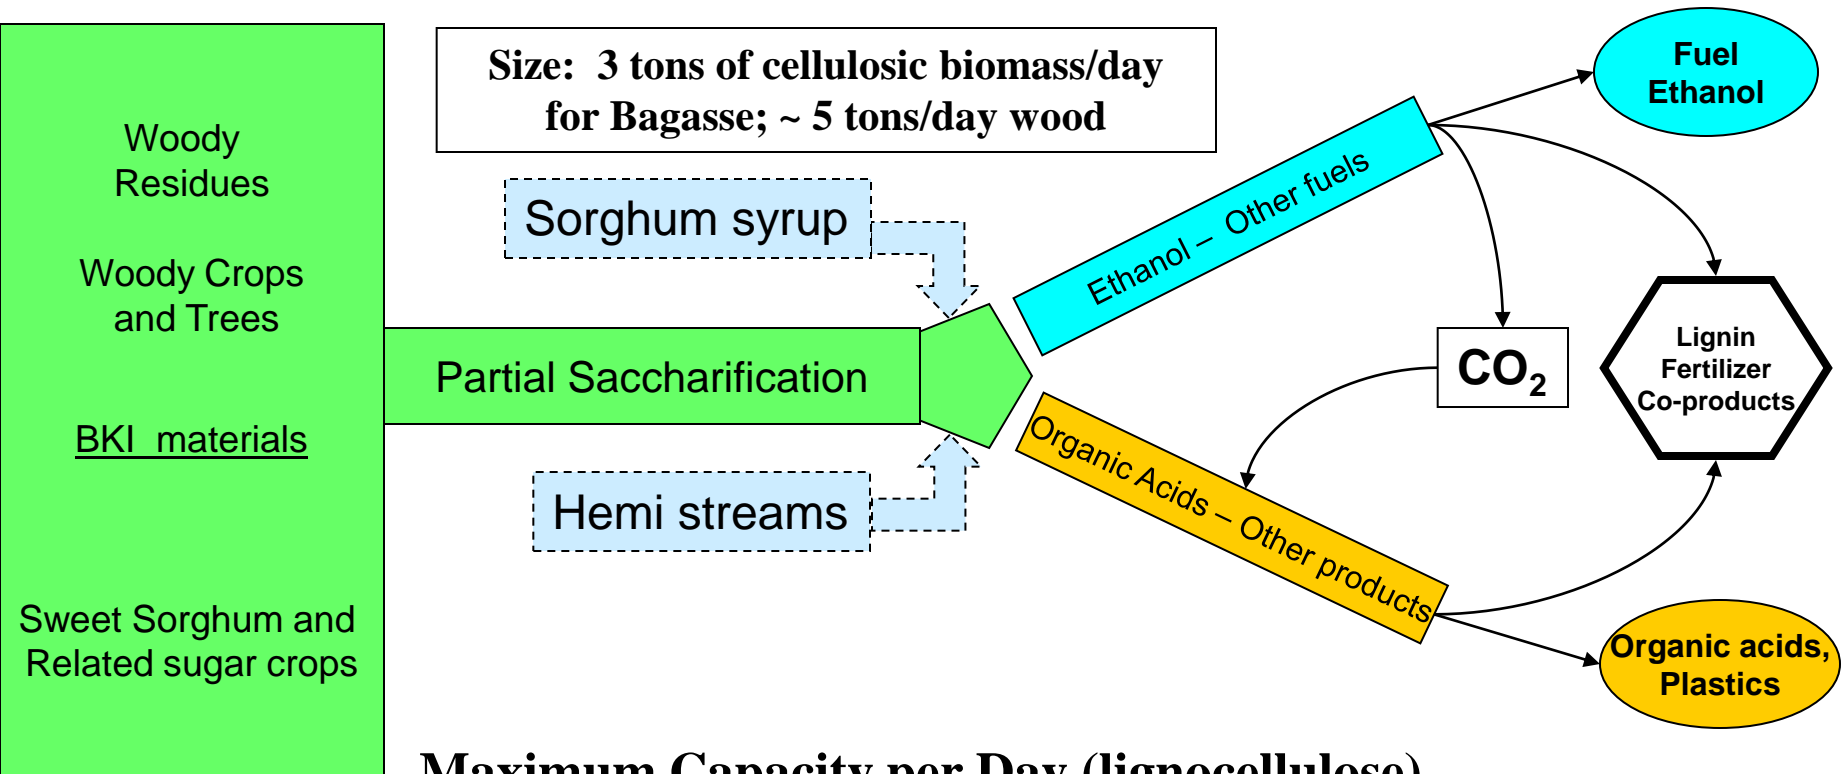 Size: 3 tons of cellulosic biomass/day
for Bagasse; ~ 5 tons/day wood
Woody
Residues
Woody Crops
and Trees
BKI materials
Sweet Sorghum and
Related sugar crops
Sorghum syrup
Partial Saccharification
Hemi streams
Ethanol – Other fuels
Organic Acids – Other products
Fuel
Ethanol
CO2
Lignin
Fertilizer
Co-products
Organic acids,
Plastics
Maximum Capacity per Day (lignocellulose)